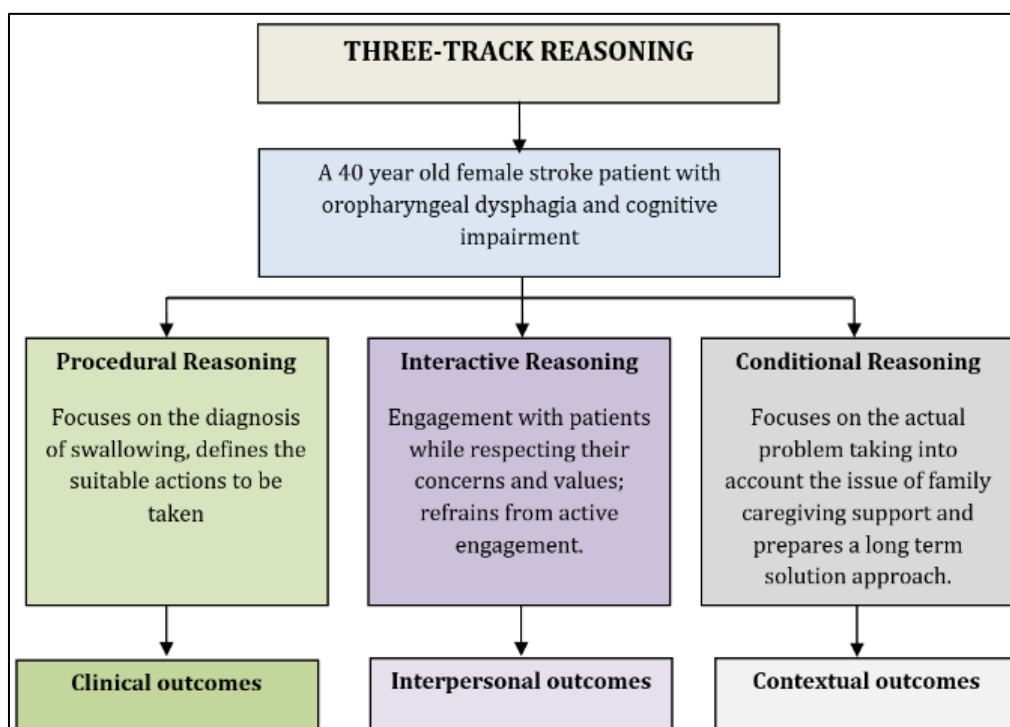 THREE-TRACK REASONING
A 40 year old female stroke patient with
oropharyngeal dysphagia and cognitive
impairment
Procedural Reasoning
Focuses on the diagnosis
of swallowing, defines the
suitable actions to be
taken
Interactive Reasoning
Engagement with patients
while respecting their
concerns and values;
refrains from active
engagement.
Conditional Reasoning
Focuses on the actual
problem taking into
account the issue of family
caregiving support and
prepares a long term
solution approach.
Clinical outcomes
Interpersonal outcomes
Contextual outcomes